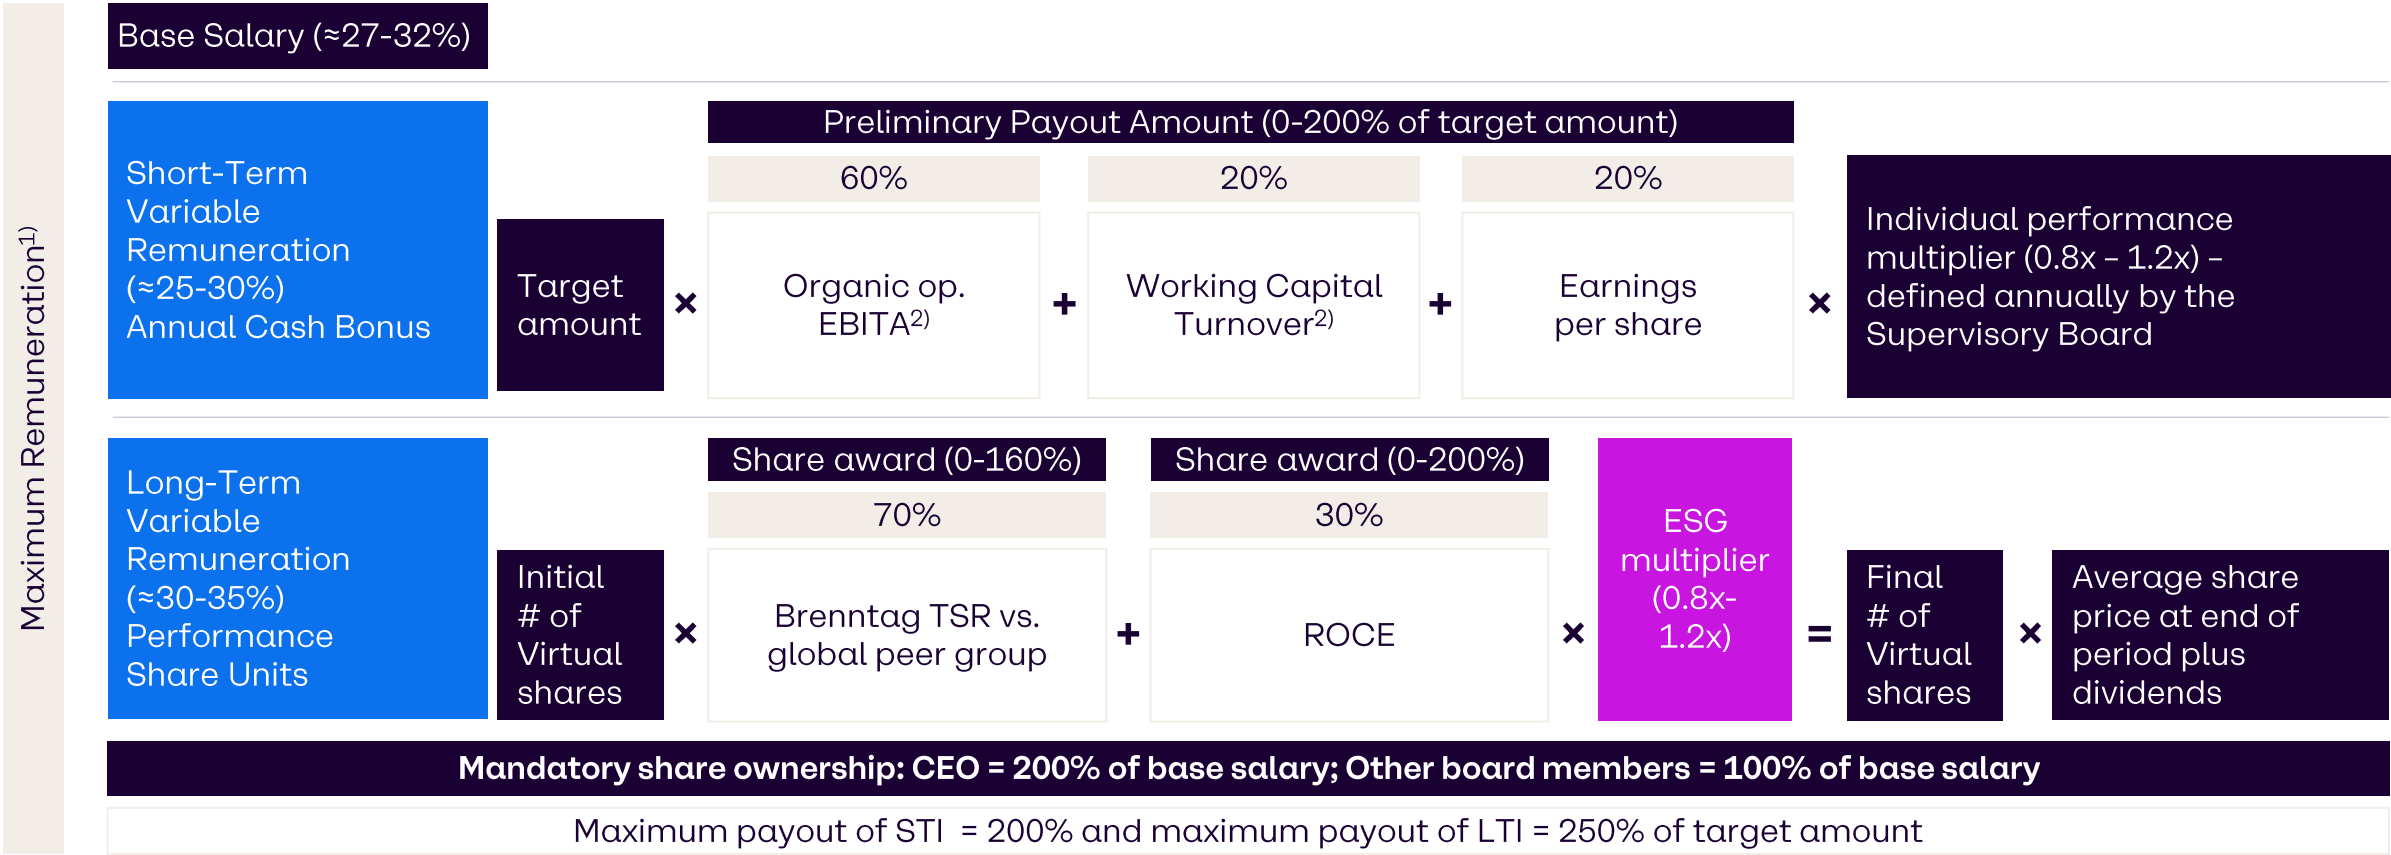 Maximum Remuneration1)
Base Salary (≈27-32%)
Short-Term
Variable
Remuneration
(≈25-30%)
Annual Cash Bonus
Target
amount
×
Preliminary Payout Amount (0-200% of target amount)
60%
Organic op.
EBITA2)
+
20%
Working Capital
Turnover2)
+
20%
Earnings
per share
×
Individual performance
multiplier (0.8x – 1.2x) –
defined annually by the
Supervisory Board
Long-Term
Variable
Remuneration
(≈30-35%)
Performance
Share Units
Initial
# of
Virtual
shares
×
Share award (0-160%)
70%
Brenntag TSR vs.
global peer group
+
Share award (0-200%)
30%
ROCE
×
ESG
multiplier
(0.8x-
1.2x)
=
Final
# of
Virtual
shares
×
Average share
price at end of
period plus
dividends
Mandatory share ownership: CEO = 200% of base salary; Other board members = 100% of base salary
Maximum payout of STI = 200% and maximum payout of LTI = 250% of target amount